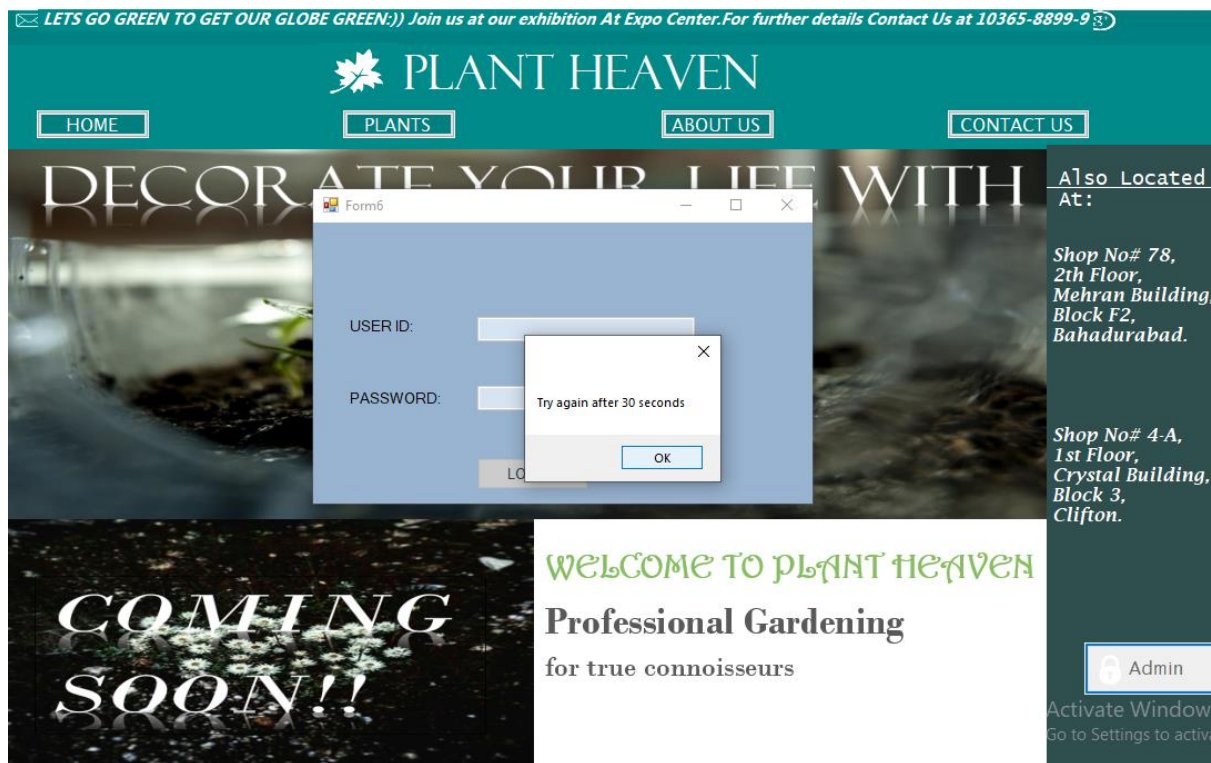 LETS GO GREEN TO GET OUR GLOBE GREEN:)) Join us at our exhibition At Expo Center.For further details Contact Us at 10365-8899-9
PLANT HEAVEN
HOME
PLANTS
ABOUT US
CONTACT US
DECORATE YOUR LIFE WITH
Form6
USER ID:
PASSWORD:
Try again after 30 seconds
OK
Also Located
At:
Shop No# 78,
2th Floor,
Mehran Building,
Block F2,
Bahadurabad.
Shop No# 4-A,
1st Floor,
Crystal Building,
Block 3,
Clifton.
COMING
SOON!!
WELCOME TO PLANT HEAVEN
Professional Gardening
for true connoisseurs
Admin
Activate Window
Go to Settings to activa